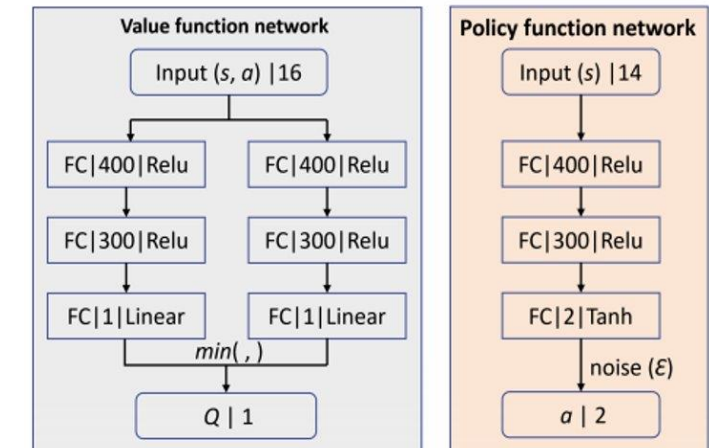 Value function network
Input (s, a) |16
FC|400|Relu
FC|400|Relu
FC|300|Relu
FC|300|Relu
FC|1|Linear
FC|1|Linear
min( , )
Q | 1
Policy function network
Input (s) |14
FC|400|Relu
FC|300|Relu
FC|2|Tanh
noise (ℰ)
a | 2